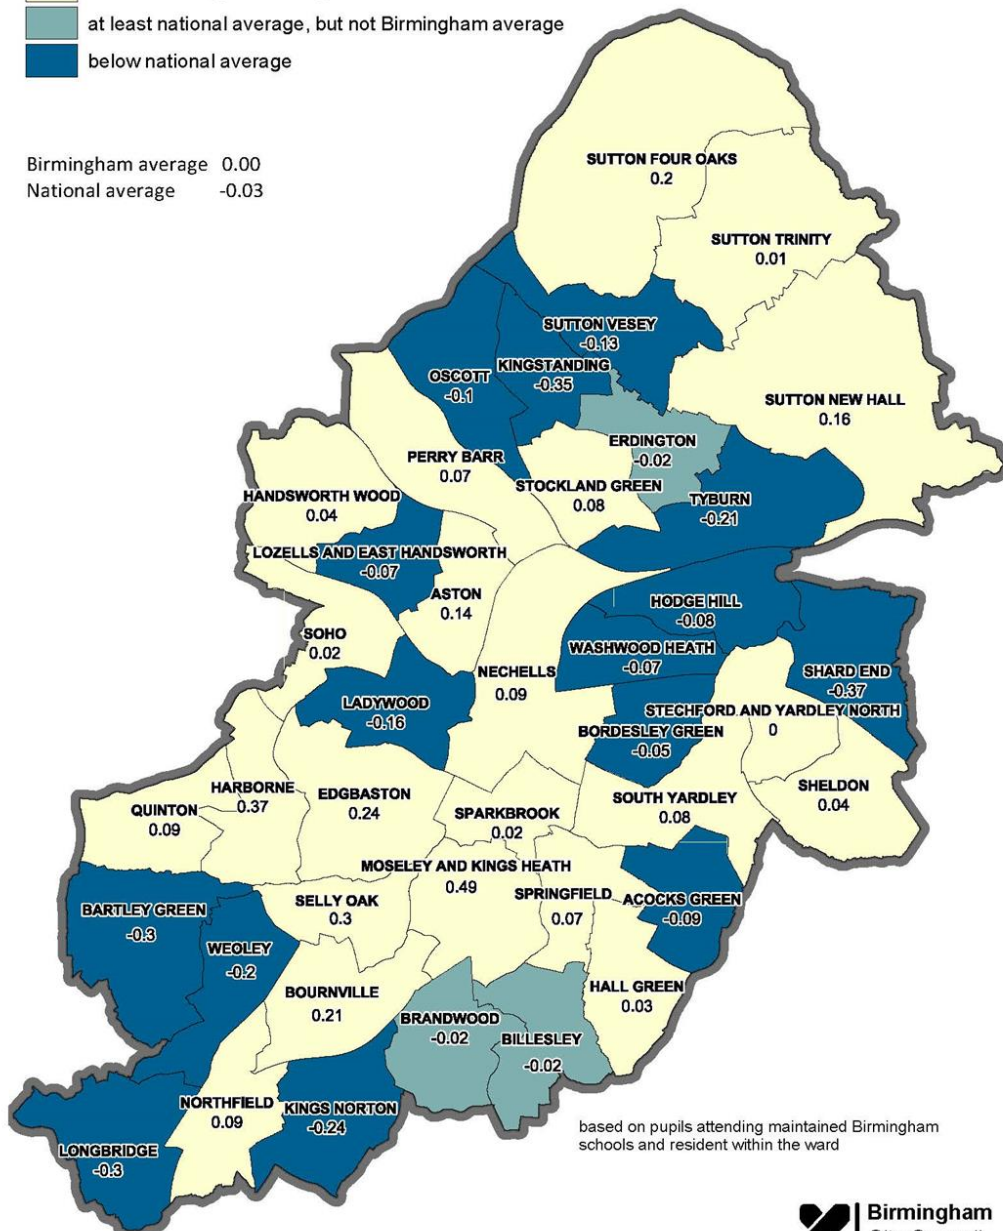 at least national average, but not Birmingham average
below national average
Birmingham average 0.00
National average -0.03
SUTTON FOUR OAKS
0.2
SUTTON TRINITY
0.01
SUTTON VESEY
-0.13
KINGSTANDING
-0.35
OSCOTT
-0.1
SUTTON NEW HALL
0.16
ERDINGTON
-0.02
PERRY BARR
0.07
STOCKLAND GREEN
0.08
TYBURN
-0.21
HANDSWORTH WOOD
0.04
LOZELLS AND EAST HANDSWORTH
-0.07
ASTON
0.14
HODGE HILL
-0.08
SOHO
0.02
WASHWOOD HEATH
-0.07
NECHELLS
0.09
SHARD END
-0.37
LADYWOOD
-0.16
STECHFORD AND YARDLEY NORTH
0
BORDESLEY GREEN
-0.05
HARBORNE
0.37
EDGBASTON
0.24
SHELDON
0.04
QUINTON
0.09
SPARKBROOK
0.02
SOUTH YARDLEY
0.08
MOSELEY AND KINGS HEATH
0.49
SPRINGFIELD
0.07
ACOCKS GREEN
-0.09
SELLY OAK
0.3
BARTLEY GREEN
-0.3
WEOLEY
-0.2
BOURNVILLE
0.21
HALL GREEN
0.03
BRANDWOOD
-0.02
BILLESLEY
-0.02
NORTHFIELD
0.09
KINGS NORTON
-0.24
LONGBRIDGE
-0.3
based on pupils attending maintained Birmingham
schools and resident within the ward
Birmingham